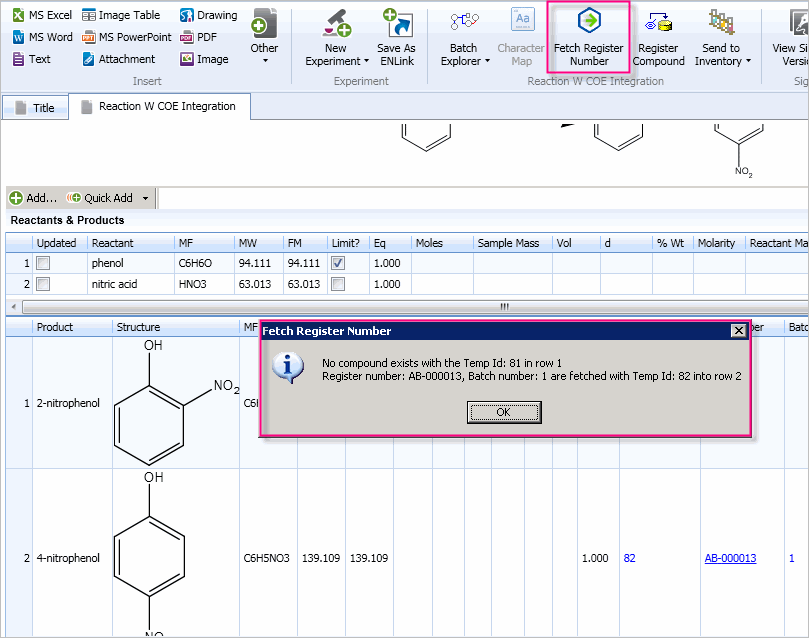 MS Excel
Image Table
Drawing
MS Word
MS PowerPoint
PDF
Text
Attachment
Image
Other
New Experiment
Save As ENLink
Batch Explorer
Character Map
Fetch Register Number
Register Compound
Send to Inventory
View Si
Versi
Insert
Experiment
Reaction W COE Integration
Sig
Title
Reaction W COE Integration
NO2
Add...
Quick Add
Reactants & Products
Updated Reactant MF MW FM Limit? Eq Moles Sample Mass Vol d % Wt Molarity Reactant Ma
1 phenol C6H6O 94.111 94.111 1.000
2 nitric acid HNO3 63.013 63.013 1.000
Product Structure MF ber Batc
Fetch Register Number
No compound exists with the Temp Id: 81 in row 1
Register number: AB-000013, Batch number: 1 are fetched with Temp Id: 82 into row 2
OK
OH
NO2
1 2-nitrophenol C6H
OH
2 4-nitrophenol C6H5NO3 139.109 139.109 1.000 82 AB-000013 1
NO